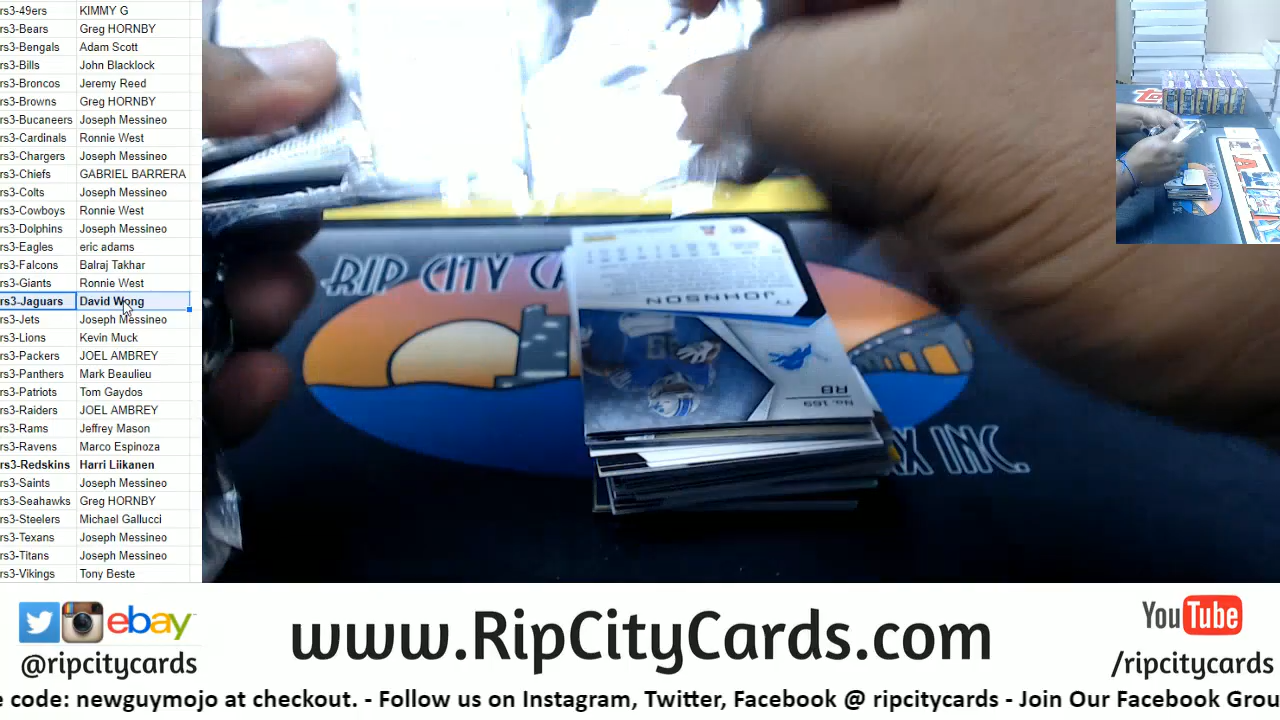 rs3-49ers KIMMY G
rs3-Bears Greg HORNBY
rs3-Bengals Adam Scott
rs3-Bills John Blacklock
rs3-Broncos Jeremy Reed
rs3-Browns Greg HORNBY
rs3-Bucaneers Joseph Messineo
rs3-Cardinals Ronnie West
rs3-Chargers Joseph Messineo
rs3-Chiefs GABRIEL BARRERA
rs3-Colts Joseph Messineo
rs3-Cowboys Ronnie West
rs3-Dolphins Joseph Messineo
rs3-Eagles eric adams
rs3-Falcons Balraj Takhar
rs3-Giants Ronnie West
rs3-Jaguars David Wong
rs3-Jets Joseph Messineo
rs3-Lions Kevin Muck
rs3-Packers JOEL AMBREY
rs3-Panthers Mark Beaulieu
rs3-Patriots Tom Gaydos
rs3-Raiders JOEL AMBREY
rs3-Rams Jeffrey Mason
rs3-Ravens Marco Espinoza
rs3-Redskins Harri Liikanen
rs3-Saints Joseph Messineo
rs3-Seahawks Greg HORNBY
rs3-Steelers Michael Gallucci
rs3-Texans Joseph Messineo
rs3-Titans Joseph Messineo
rs3-Vikings Tony Beste
RIP CITY CA
AX INC.
TY
JOHNSON
RB
No. 169
ebay
@ripcitycards
www.RipCityCards.com
YouTube
/ripcitycards
e code: newguymojo at checkout. - Follow us on Instagram, Twitter, Facebook @ ripcitycards - Join Our Facebook Grou